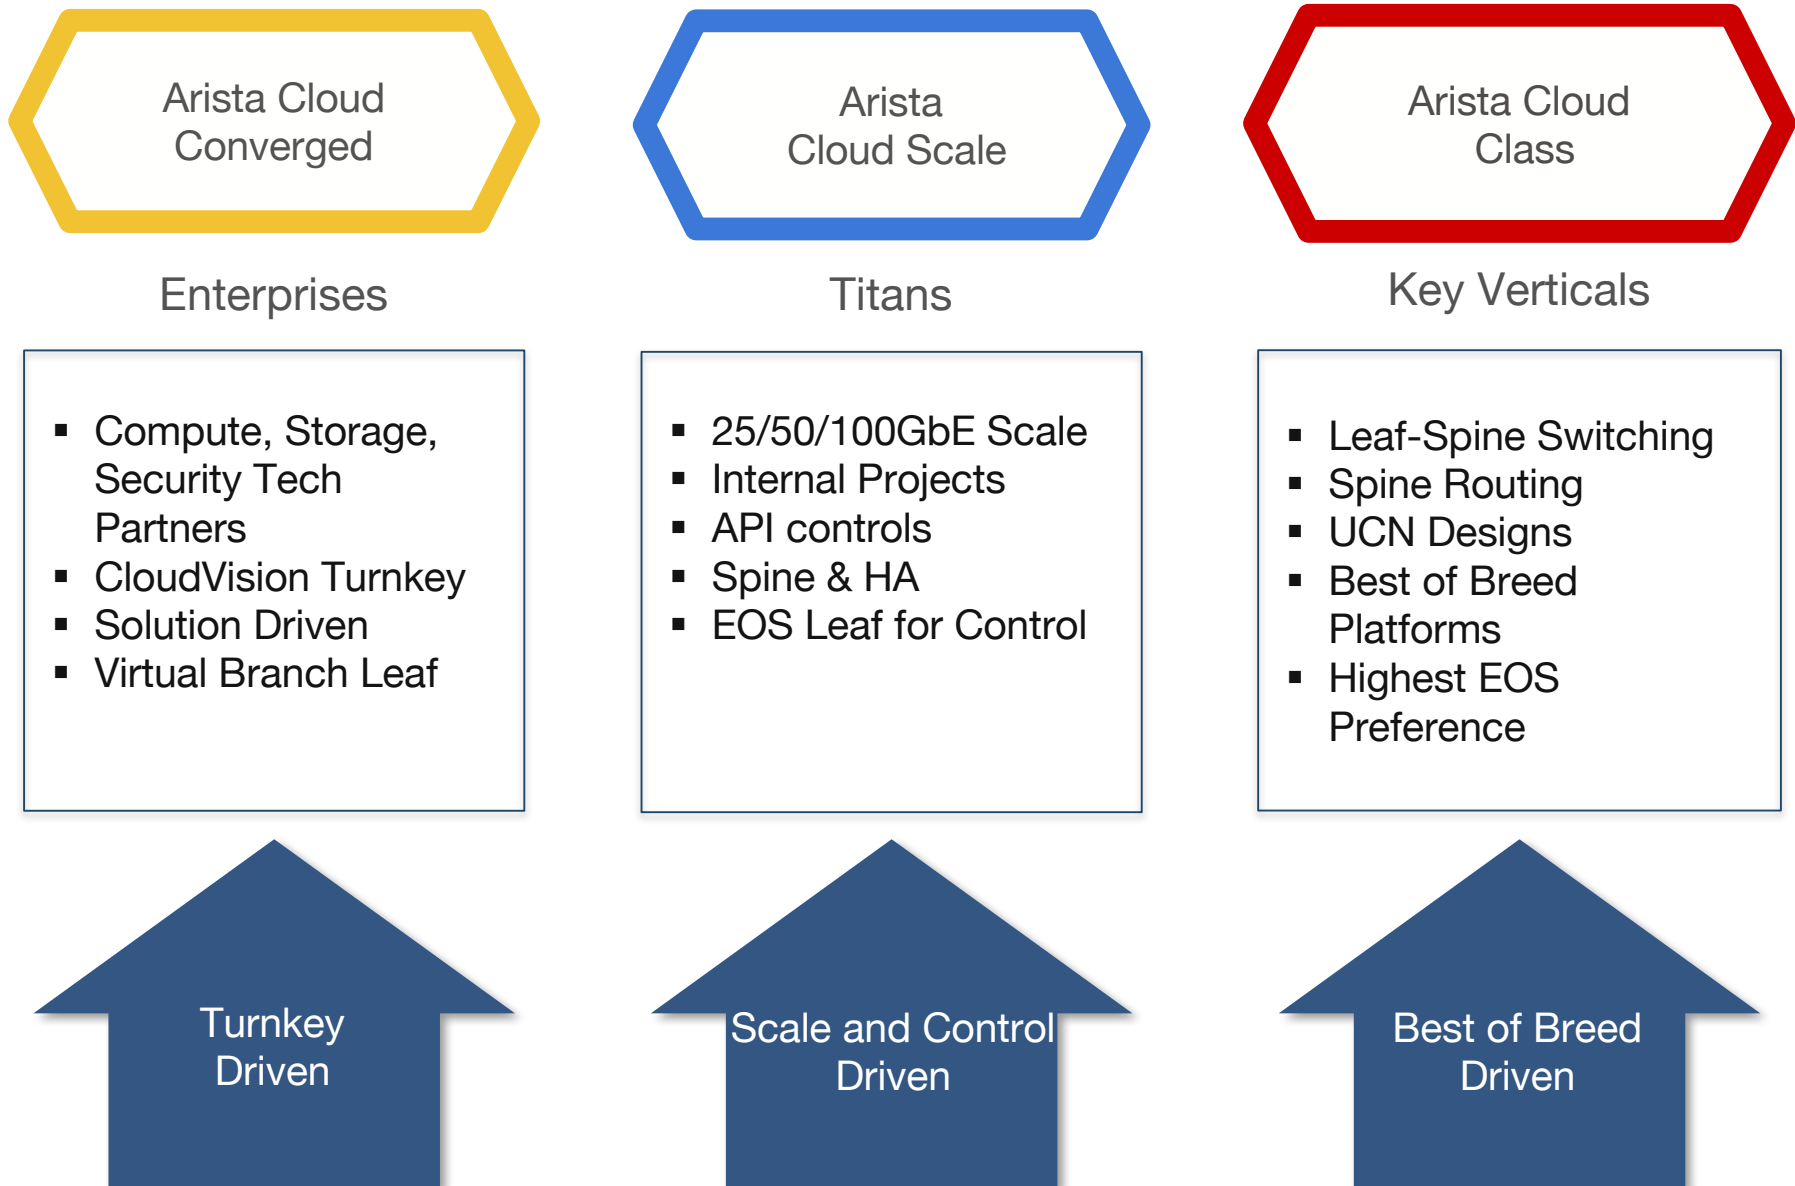 Arista Cloud
Converged
Enterprises
▪ Compute, Storage,
Security Tech
Partners
▪ CloudVision Turnkey
▪ Solution Driven
▪ Virtual Branch Leaf
Turnkey
Driven
Arista
Cloud Scale
Titans
▪ 25/50/100GbE Scale
▪ Internal Projects
▪ API controls
▪ Spine & HA
▪ EOS Leaf for Control
Scale and Control
Driven
Arista Cloud
Class
Key Verticals
▪ Leaf-Spine Switching
▪ Spine Routing
▪ UCN Designs
▪ Best of Breed
Platforms
▪ Highest EOS
Preference
Best of Breed
Driven